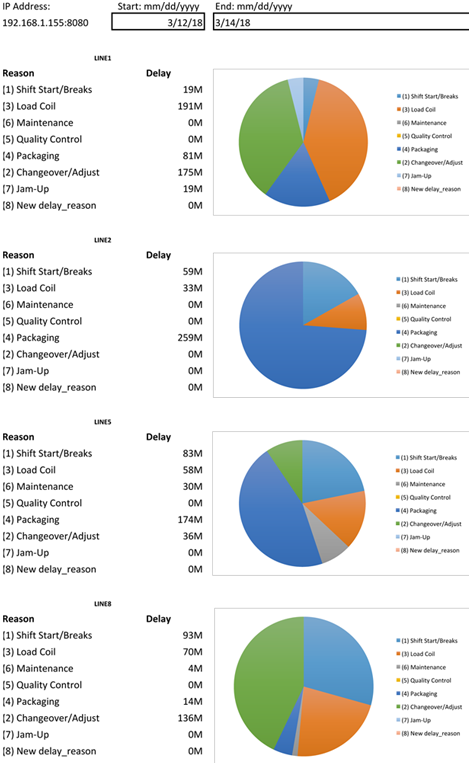 IP Address: Start: mm/dd/yyyy End: mm/dd/yyyy
192.168.1.155:8080 3/12/18 3/14/18
LINE1
Reason Delay
(1) Shift Start/Breaks 19M
(3) Load Coil 191M
(6) Maintenance 0M
(5) Quality Control 0M
(4) Packaging 81M
(2) Changeover/Adjust 175M
(7) Jam-Up 19M
(8) New delay_reason 0M
(1) Shift Start/Breaks
(3) Load Coil
(6) Maintenance
(5) Quality Control
(4) Packaging
(2) Changeover/Adjust
(7) Jam-Up
(8) New delay_reason
LINE2
Reason Delay
(1) Shift Start/Breaks 59M
(3) Load Coil 33M
(6) Maintenance 0M
(5) Quality Control 0M
(4) Packaging 259M
(2) Changeover/Adjust 0M
(7) Jam-Up 0M
(8) New delay_reason 0M
(1) Shift Start/Breaks
(3) Load Coil
(6) Maintenance
(5) Quality Control
(4) Packaging
(2) Changeover/Adjust
(7) Jam-Up
(8) New delay_reason
LINE5
Reason Delay
(1) Shift Start/Breaks 83M
(3) Load Coil 58M
(6) Maintenance 30M
(5) Quality Control 0M
(4) Packaging 174M
(2) Changeover/Adjust 36M
(7) Jam-Up 0M
(8) New delay_reason 0M
(1) Shift Start/Breaks
(3) Load Coil
(6) Maintenance
(5) Quality Control
(4) Packaging
(2) Changeover/Adjust
(7) Jam-Up
(8) New delay_reason
LINE8
Reason Delay
(1) Shift Start/Breaks 93M
(3) Load Coil 70M
(6) Maintenance 4M
(5) Quality Control 0M
(4) Packaging 14M
(2) Changeover/Adjust 136M
(7) Jam-Up 0M
(8) New delay_reason 0M
(1) Shift Start/Breaks
(3) Load Coil
(6) Maintenance
(5) Quality Control
(4) Packaging
(2) Changeover/Adjust
(7) Jam-Up
(8) New delay_reason